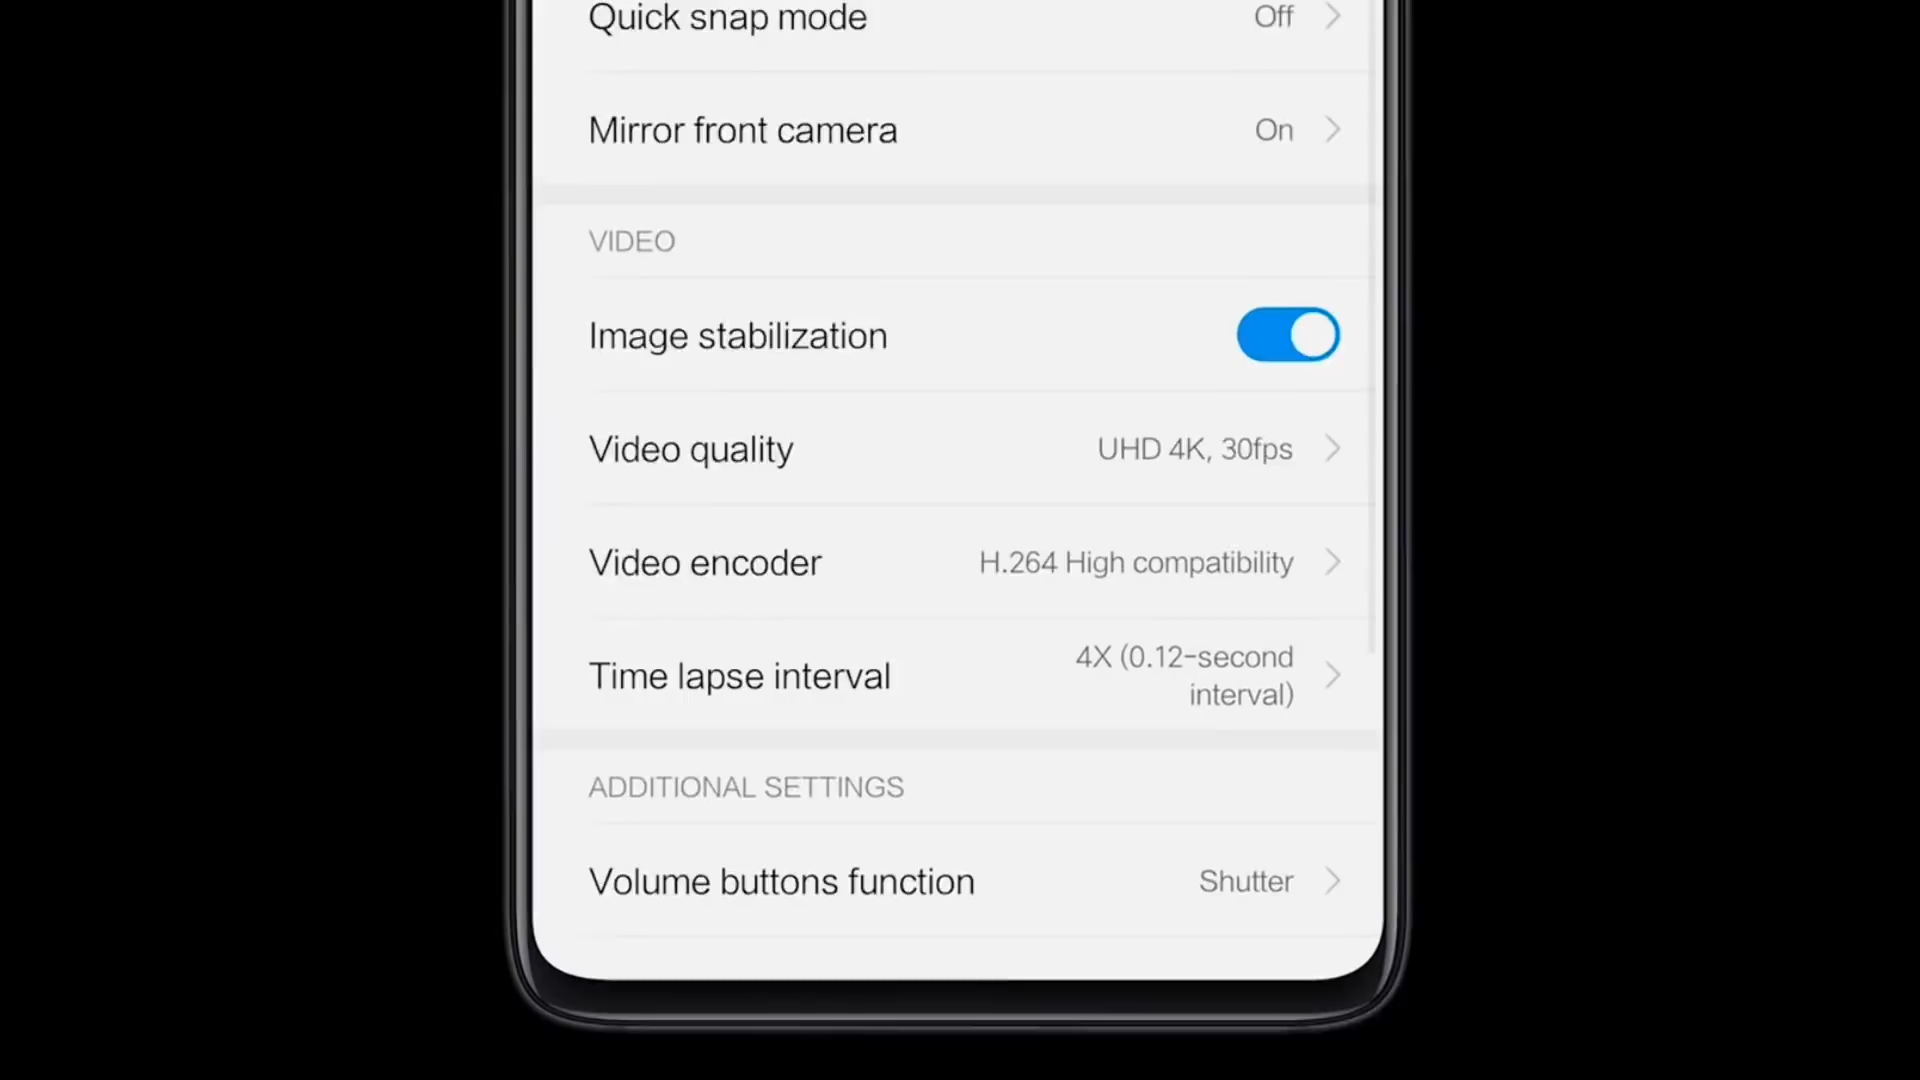 Quick snap mode Off
Mirror front camera On
VIDEO
Image stabilization
Video quality UHD 4K, 30fps
Video encoder H.264 High compatibility
Time lapse interval 4X (0.12-second
interval)
ADDITIONAL SETTINGS
Volume buttons function Shutter